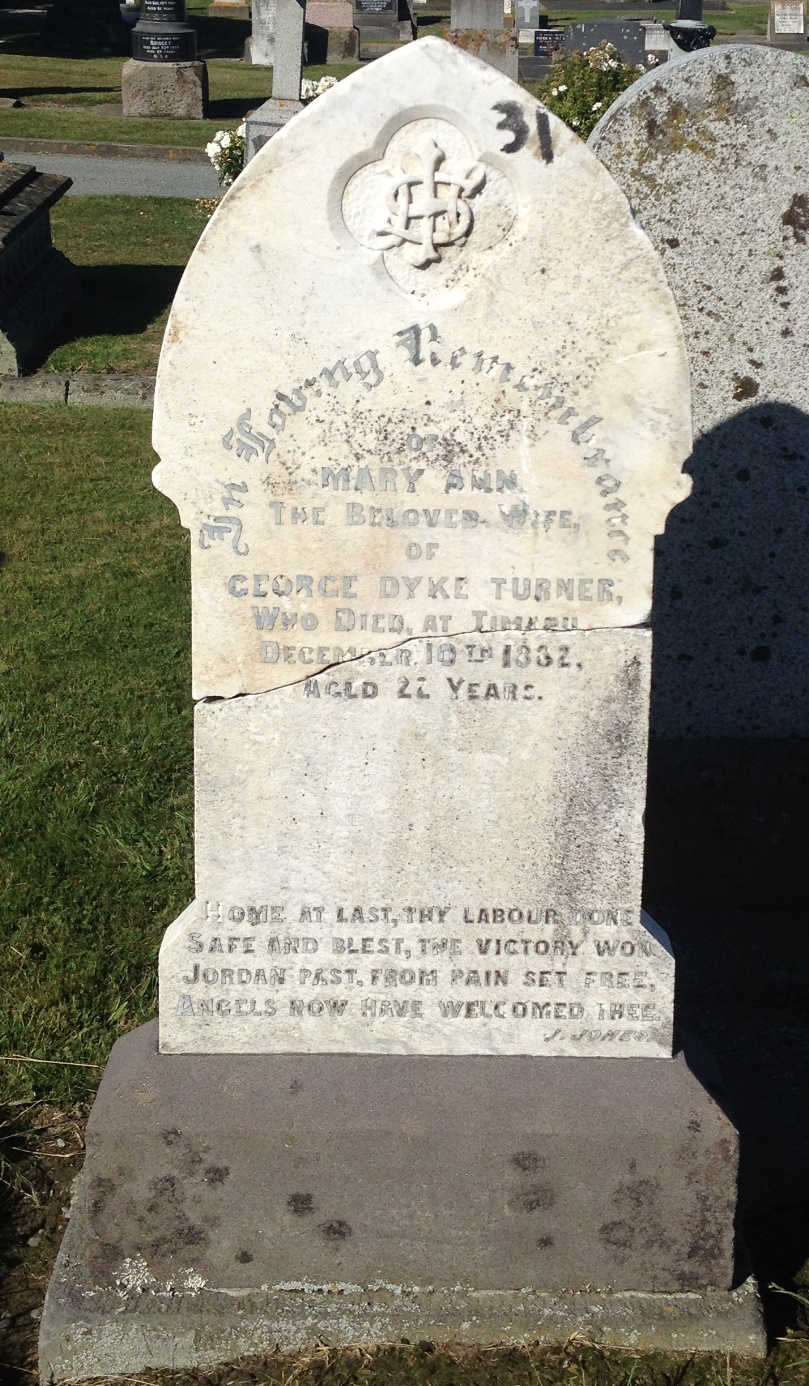 31
IHS
In Loving Remembrance
OF
MARY ANN
THE BELOVED WIFE,
OF
GEORGE DYKE TURNER,
WHO DIED, AT TIMARU
DECEMBER, 18TH 1882,
AGED 22 YEARS.
HOME AT LAST, THY LABOUR DONE
SAFE AND BLEST, THE VICTORY WON
JORDAN PAST, FROM PAIN SET FREE,
ANGELS NOW HAVE WELCOMED THEE.
J. JONES